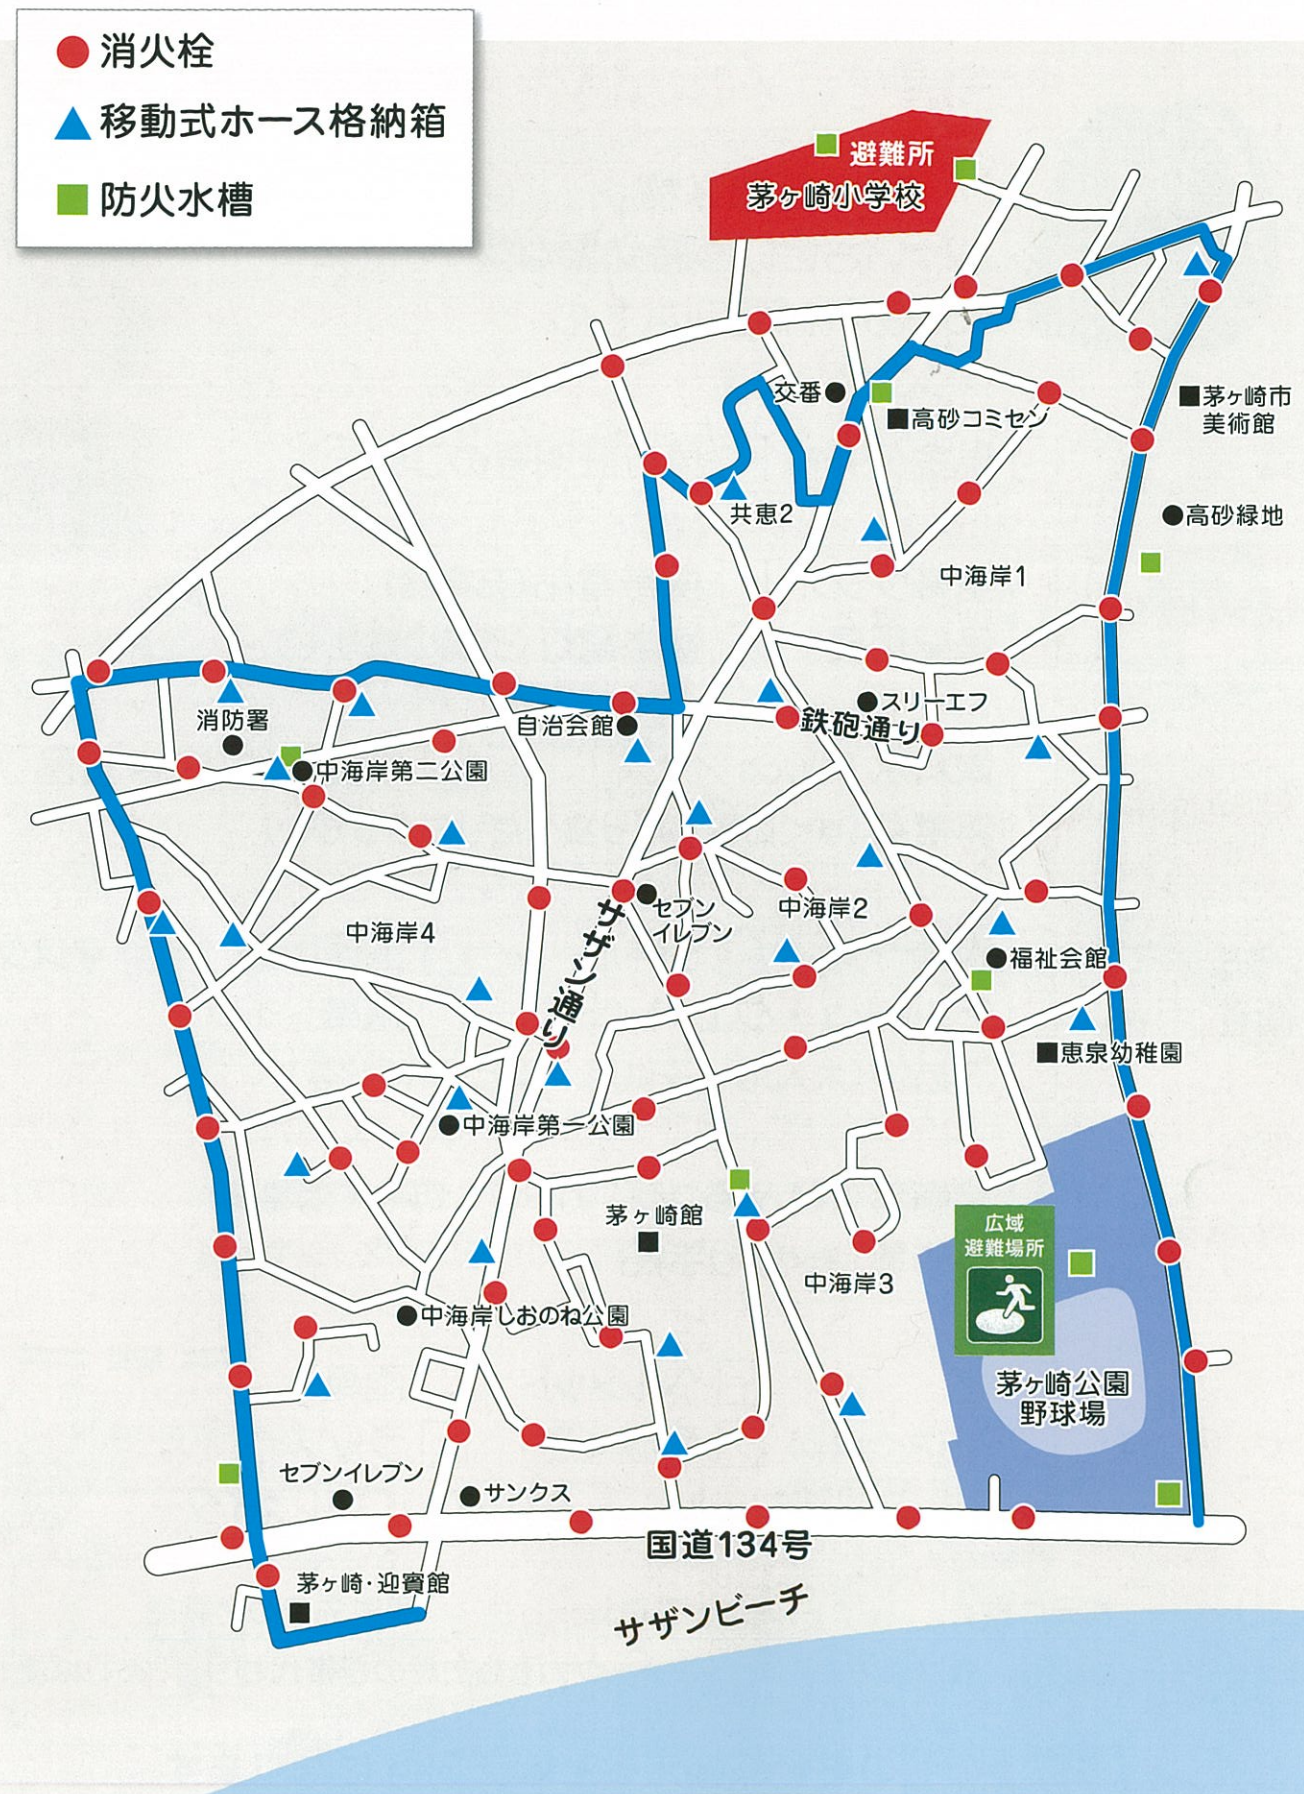 消火栓
移動式ホース格納箱
防火水槽
避難所
茅ヶ崎小学校
交番
高砂コミセン
茅ヶ崎市
美術館
共恵2
高砂緑地
中海岸1
消防署
自治会館
スリーエフ
鉄砲通り
中海岸第二公園
中海岸4
セブン
イレブン
中海岸2
サザン通り
福祉会館
恵泉幼稚園
中海岸第一公園
茅ヶ崎館
広域
避難場所
中海岸3
中海岸しおのね公園
茅ヶ崎公園
野球場
セブンイレブン
サンクス
国道134号
茅ヶ崎・迎賓館
サザンビーチ